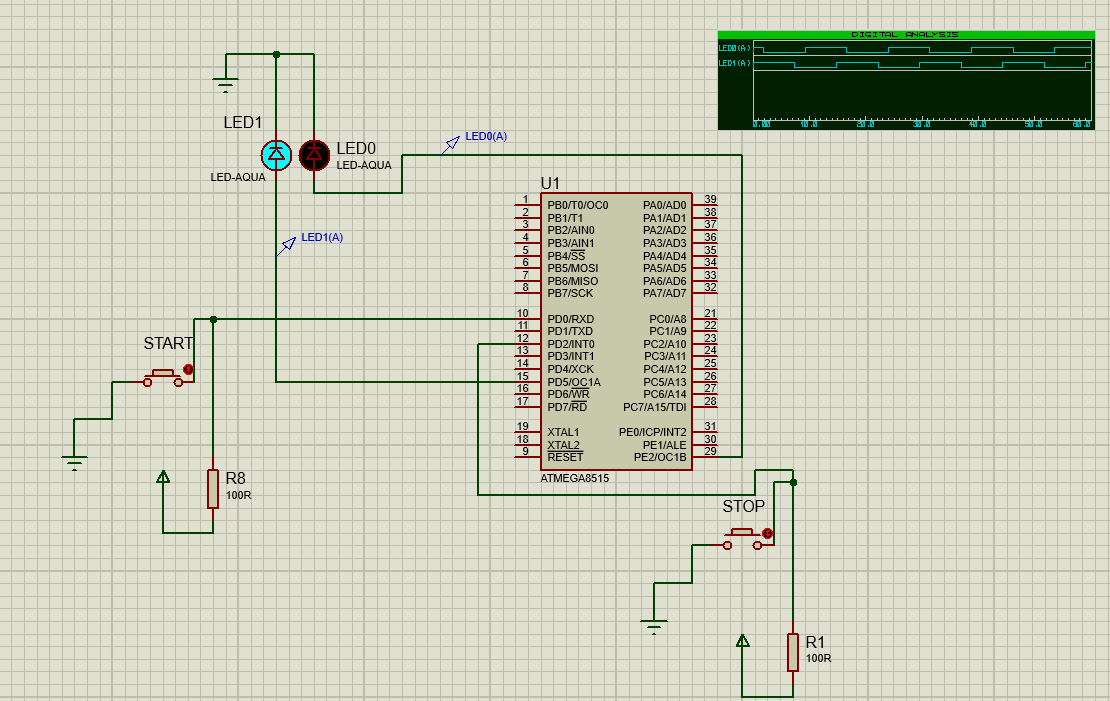 DIGITAL ANALYSIS
LED0(A)
LED1(A)
0.00 10.0 20.0 30.0 40.0 50.0 60.0
LED1
LED0
LED-AQUA
LED-AQUA
LED0(A)
LED1(A)
U1
1 PB0/T0/OC0 PA0/AD0 39
2 PB1/T1 PA1/AD1 38
3 PB2/AIN0 PA2/AD2 37
4 PB3/AIN1 PA3/AD3 36
5 PB4/SS PA4/AD4 35
6 PB5/MOSI PA5/AD5 34
7 PB6/MISO PA6/AD6 33
8 PB7/SCK PA7/AD7 32
10 PD0/RXD PC0/A8 21
11 PD1/TXD PC1/A9 22
12 PD2/INT0 PC2/A10 23
13 PD3/INT1 PC3/A11 24
14 PD4/XCK PC4/A12 25
15 PD5/OC1A PC5/A13 26
16 PD6/WR PC6/A14 27
17 PD7/RD PC7/A15/TDI 28
19 XTAL1 PE0/ICP/INT2 31
18 XTAL2 PE1/ALE 30
9 RESET PE2/OC1B 29
ATMEGA8515
START
R8
100R
STOP
R1
100R